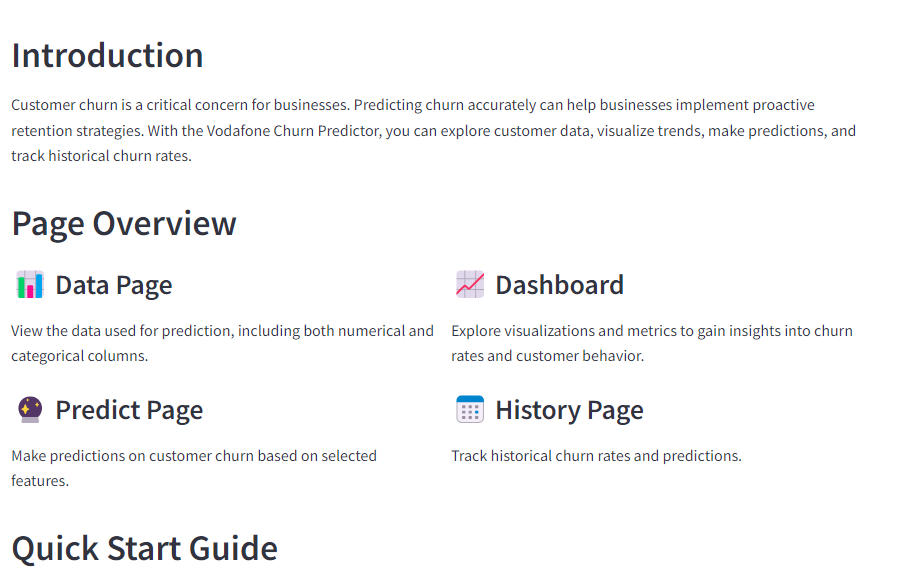 Introduction
Customer churn is a critical concern for businesses. Predicting churn accurately can help businesses implement proactive
retention strategies. With the Vodafone Churn Predictor, you can explore customer data, visualize trends, make predictions, and
track historical churn rates.
Page Overview
Data Page
View the data used for prediction, including both numerical and
categorical columns.
Dashboard
Explore visualizations and metrics to gain insights into churn
rates and customer behavior.
Predict Page
Make predictions on customer churn based on selected
features.
History Page
Track historical churn rates and predictions.
Quick Start Guide